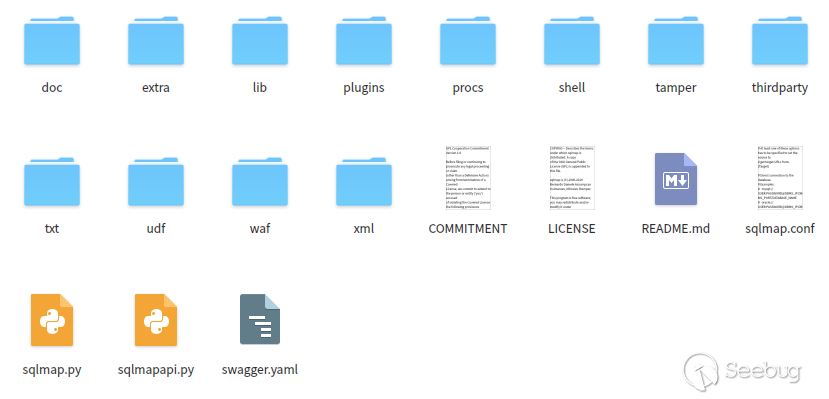 doc
extra
lib
plugins
procs
shell
tamper
thirdparty
txt
udf
waf
xml
COMMITMENT
LICENSE
README.md
sqlmap.conf
sqlmap.py
sqlmapapi.py
swagger.yaml
Seebug